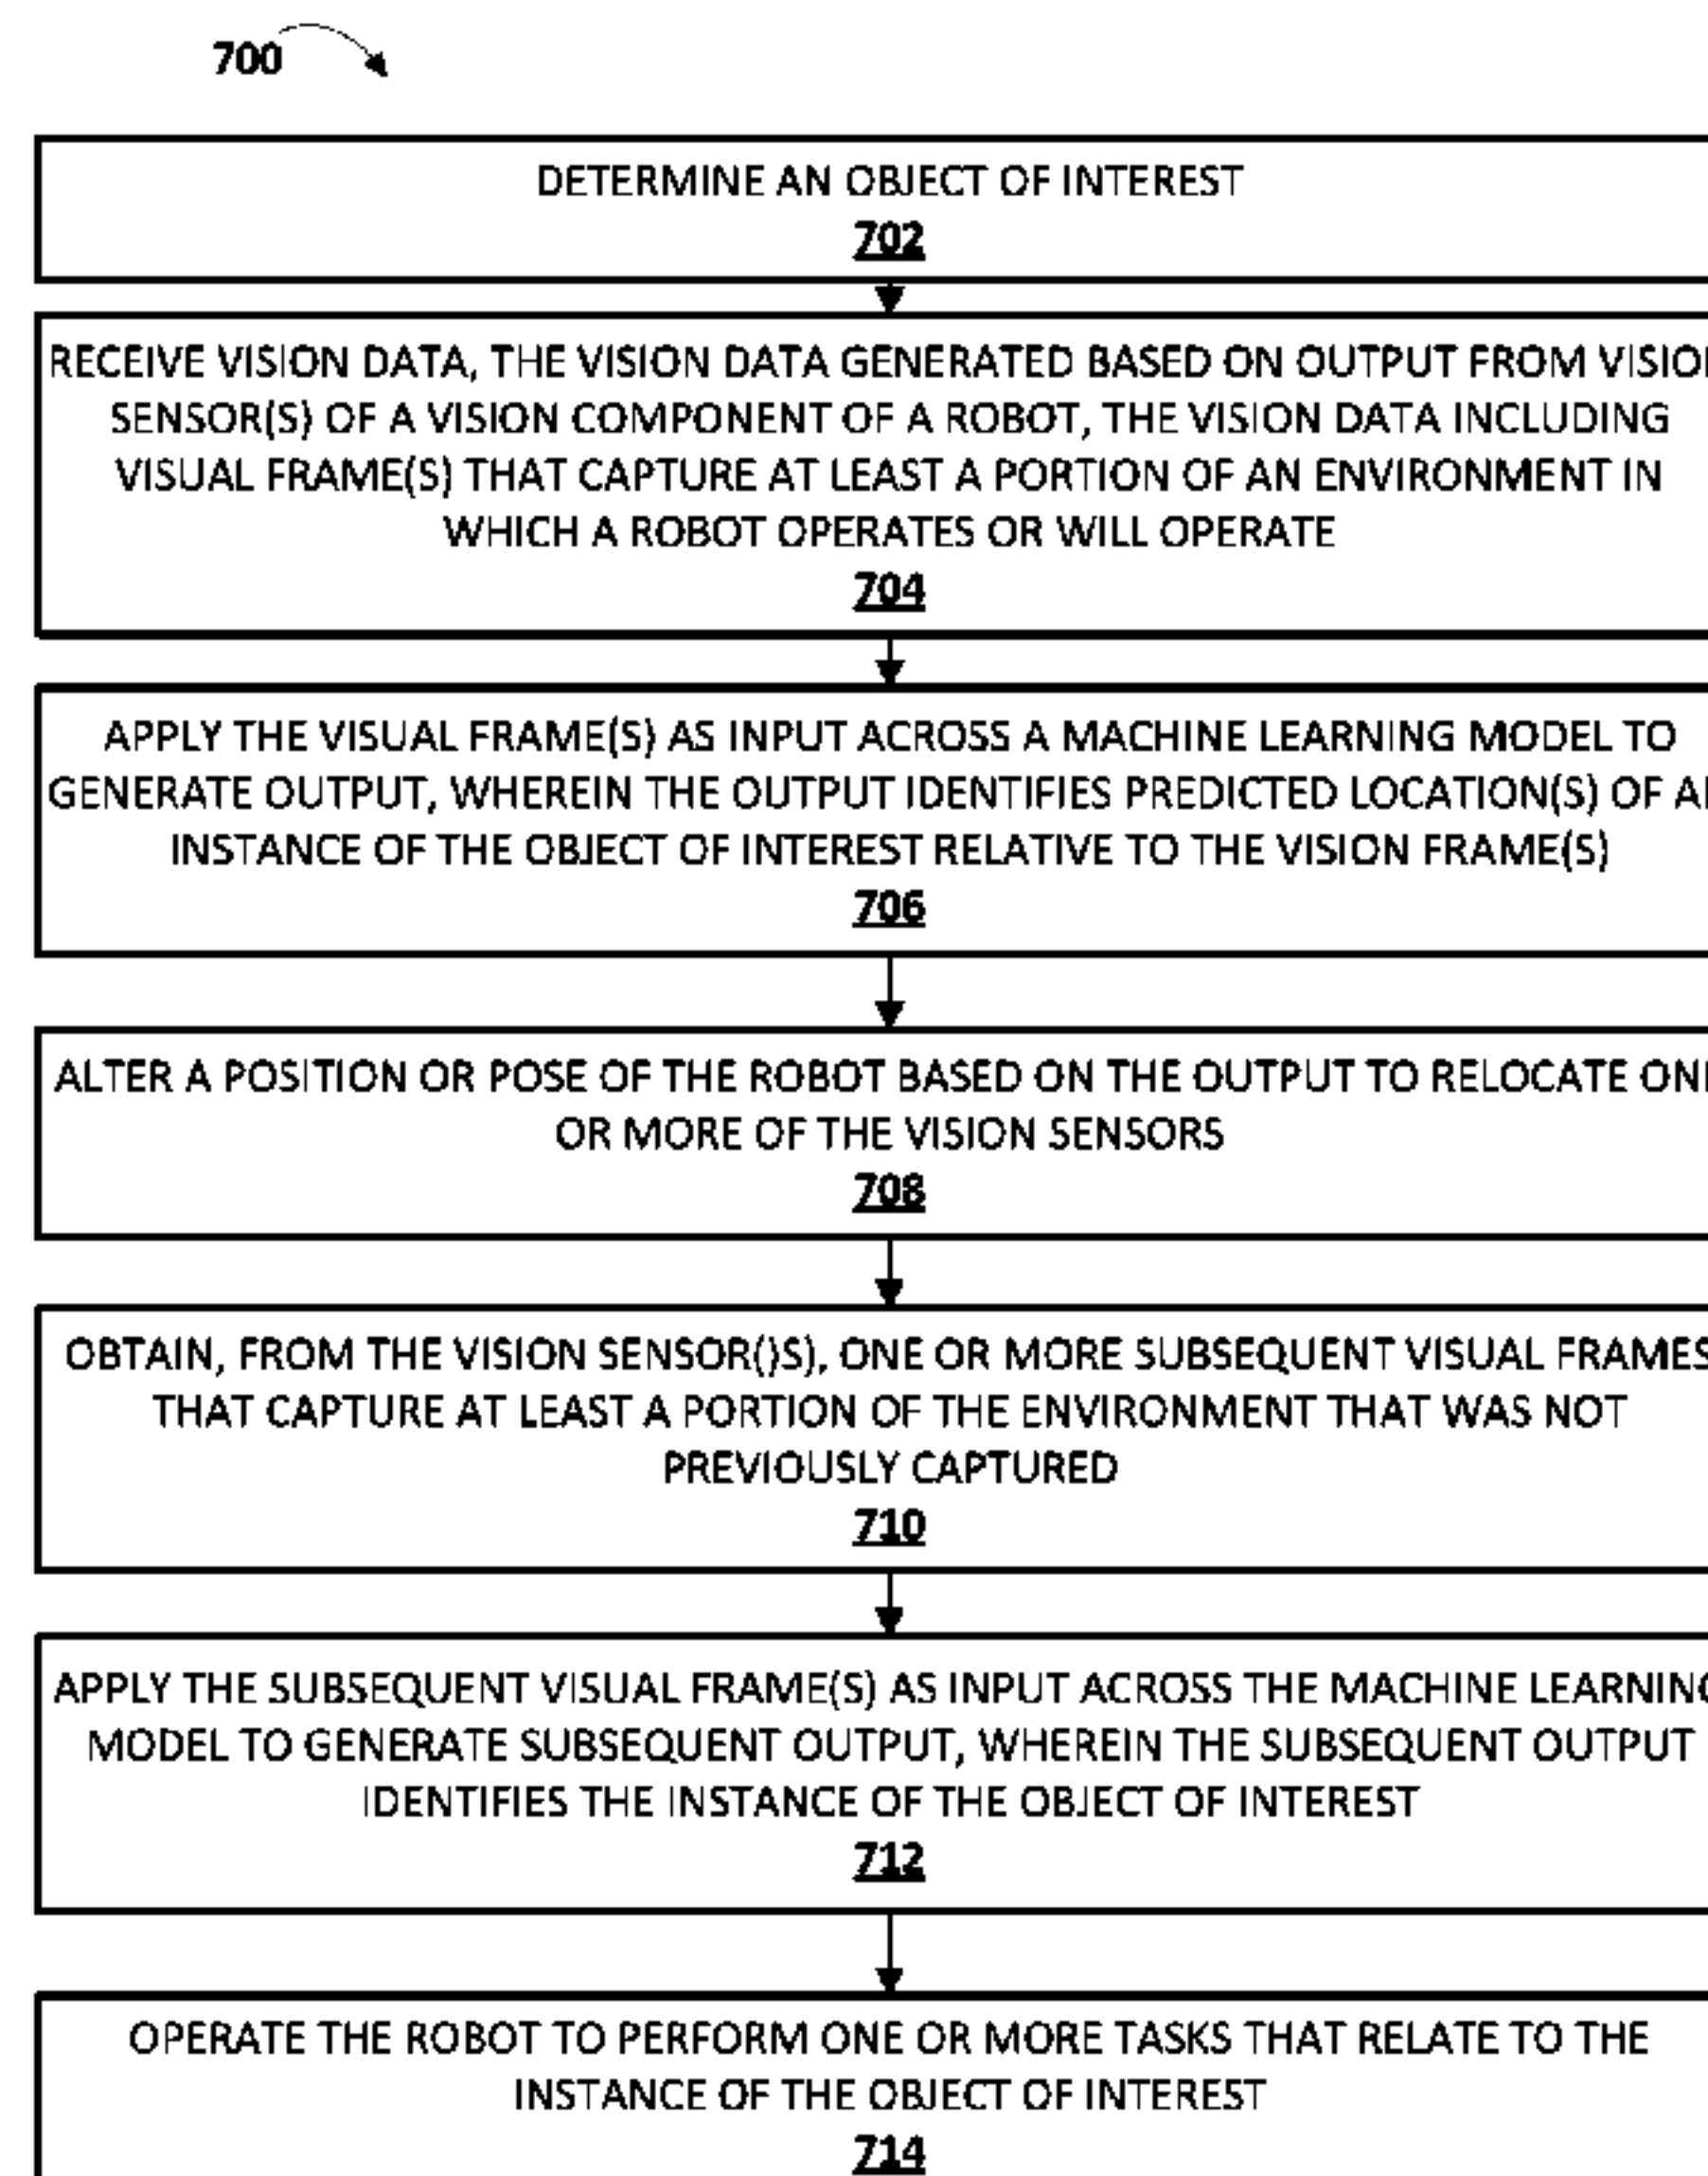 700
DETERMINE AN OBJECT OF INTEREST
702
RECEIVE VISION DATA, THE VISION DATA GENERATED BASED ON OUTPUT FROM VISION
SENSOR(S) OF A VISION COMPONENT OF A ROBOT, THE VISION DATA INCLUDING
VISUAL FRAME(S) THAT CAPTURE AT LEAST A PORTION OF AN ENVIRONMENT IN
WHICH A ROBOT OPERATES OR WILL OPERATE
704
APPLY THE VISUAL FRAME(S) AS INPUT ACROSS A MACHINE LEARNING MODEL TO
GENERATE OUTPUT, WHEREIN THE OUTPUT IDENTIFIES PREDICTED LOCATION(S) OF AN
INSTANCE OF THE OBJECT OF INTEREST RELATIVE TO THE VISION FRAME(S)
706
ALTER A POSITION OR POSE OF THE ROBOT BASED ON THE OUTPUT TO RELOCATE ONE
OR MORE OF THE VISION SENSORS
708
OBTAIN, FROM THE VISION SENSOR()S), ONE OR MORE SUBSEQUENT VISUAL FRAMES
THAT CAPTURE AT LEAST A PORTION OF THE ENVIRONMENT THAT WAS NOT
PREVIOUSLY CAPTURED
710
APPLY THE SUBSEQUENT VISUAL FRAME(S) AS INPUT ACROSS THE MACHINE LEARNING
MODEL TO GENERATE SUBSEQUENT OUTPUT, WHEREIN THE SUBSEQUENT OUTPUT
IDENTIFIES THE INSTANCE OF THE OBJECT OF INTEREST
712
OPERATE THE ROBOT TO PERFORM ONE OR MORE TASKS THAT RELATE TO THE
INSTANCE OF THE OBJECT OF INTEREST
714